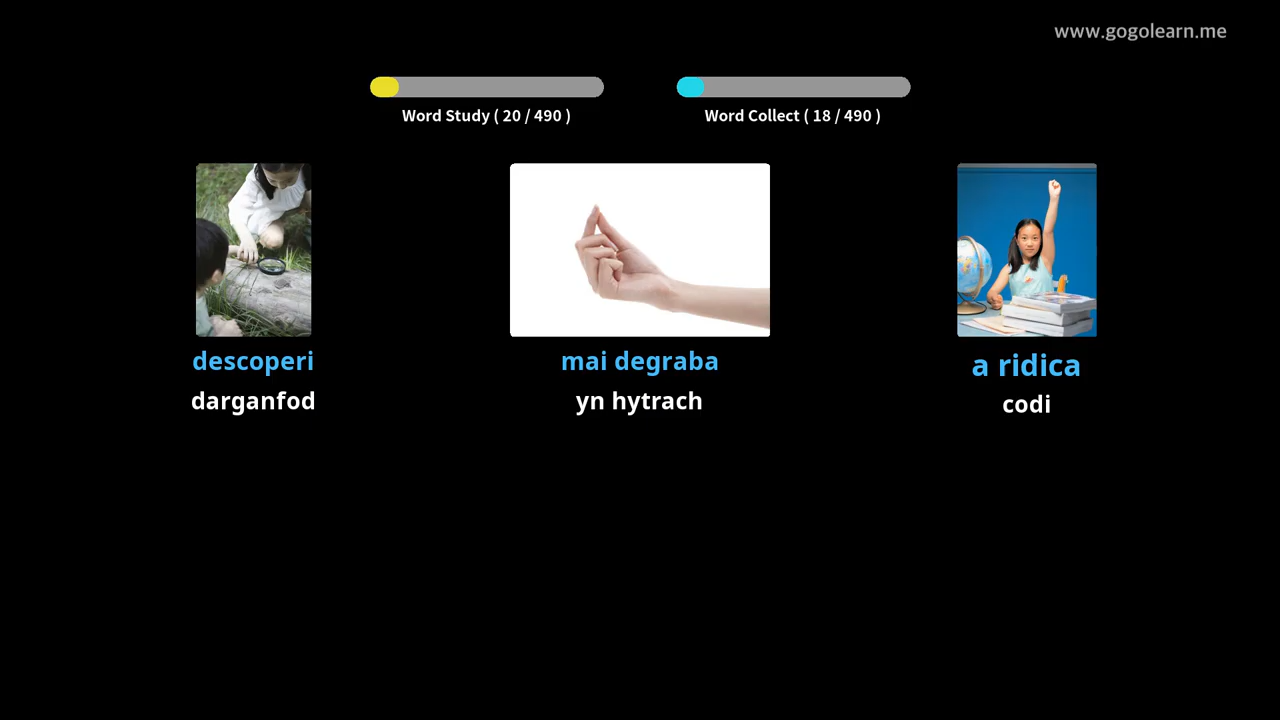 www.gogolearn.me
Word Study ( 20 / 490 )
Word Collect ( 18 / 490 )
descoperi
darganfod
mai degraba
yn hytrach
a ridica
codi